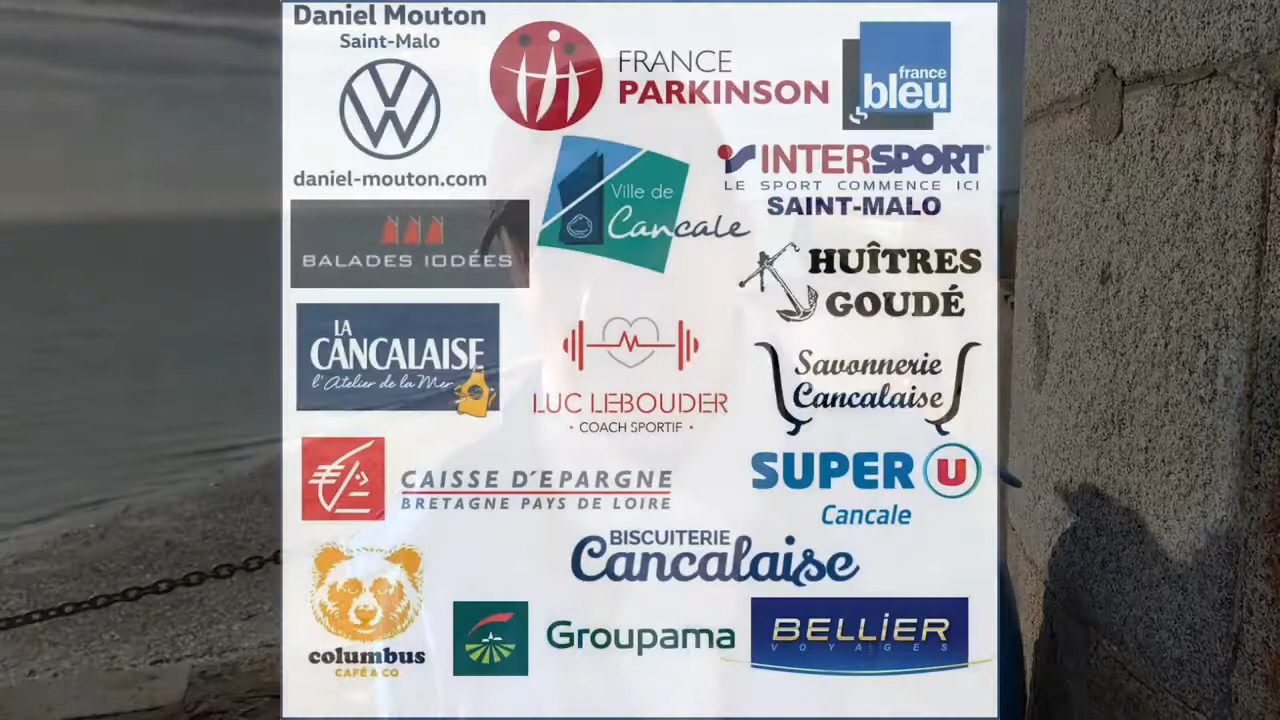 Daniel Mouton
Saint-Malo
daniel-mouton.com
FRANCE
PARKINSON
france
bleu
Ville de
Cancale
INTERSPORT®
LE SPORT COMMENCE ICI
SAINT-MALO
BALADES IODÉES
HUÎTRES
GOUDÉ
LA
CANCALAISE
l'Atelier de la Mer
LUC LEBOUDER
• COACH SPORTIF •
Savonnerie
Cancalaise
CAISSE D'EPARGNE
BRETAGNE PAYS DE LOIRE
SUPER U
Cancale
BISCUITERIE
Cancalaise
columbus
CAFÉ & CO
Groupama
BELLIER
VOYAGES